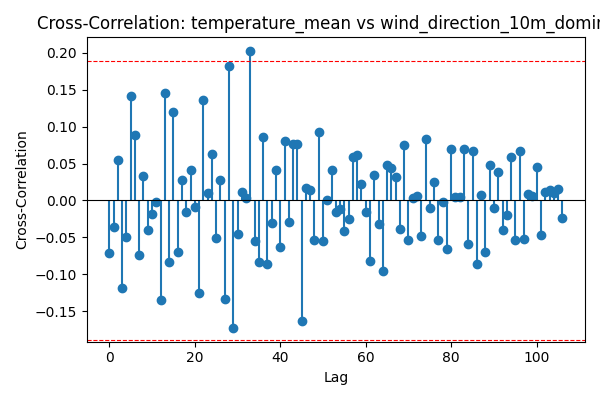 Cross-Correlation: temperature_mean vs wind_direction_10m_domin
0.20
0.15
0.10
0.05
0.00
−0.05
−0.10
−0.15
Cross-Correlation
0 20 40 60 80 100
Lag